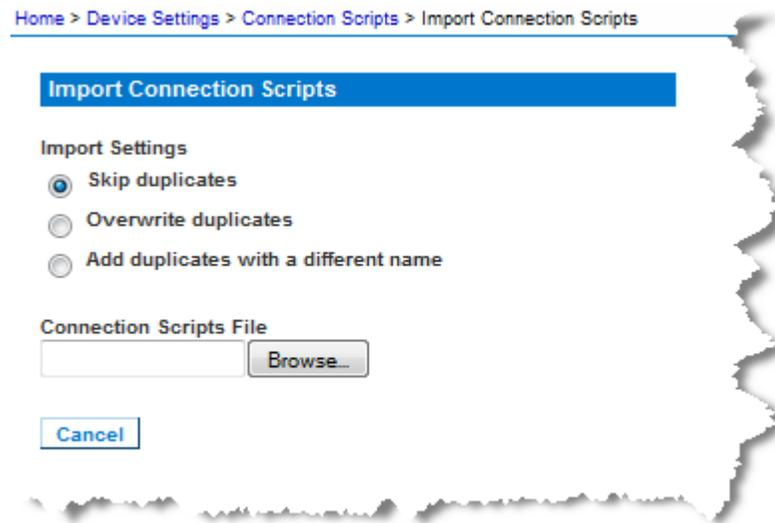 Home > Device Settings > Connection Scripts > Import Connection Scripts
Import Connection Scripts
Import Settings
Skip duplicates
Overwrite duplicates
Add duplicates with a different name
Connection Scripts File
Browse...
Cancel